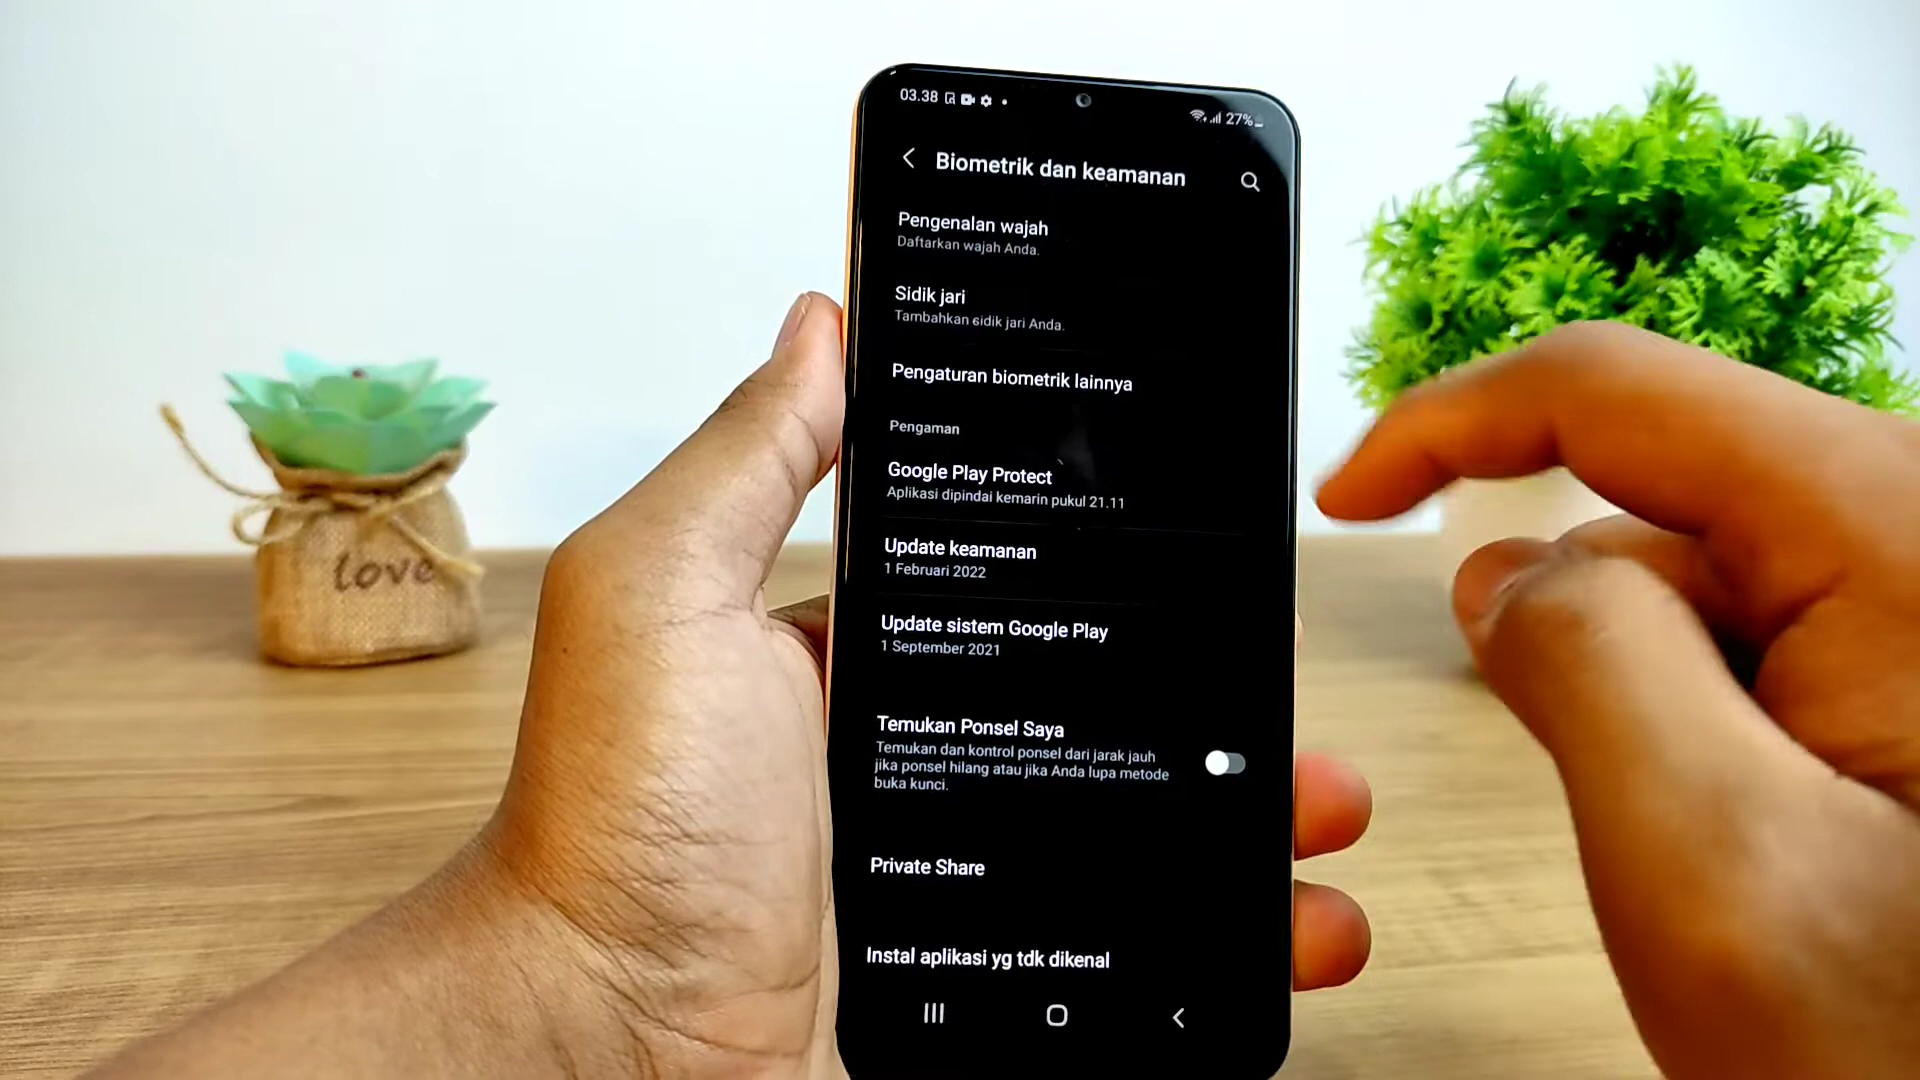 03.38
27%
Biometrik dan keamanan
Pengenalan wajah
Daftarkan wajah Anda.
Sidik jari
Tambahkan sidik jari Anda.
Pengaturan biometrik lainnya
Pengaman
Google Play Protect
Aplikasi dipindai kemarin pukul 21.11
Update keamanan
1 Februari 2022
Update sistem Google Play
1 September 2021
Temukan Ponsel Saya
Temukan dan kontrol ponsel dari jarak jauh
jika ponsel hilang atau jika Anda lupa metode
buka kunci.
Private Share
Instal aplikasi yg tdk dikenal
love